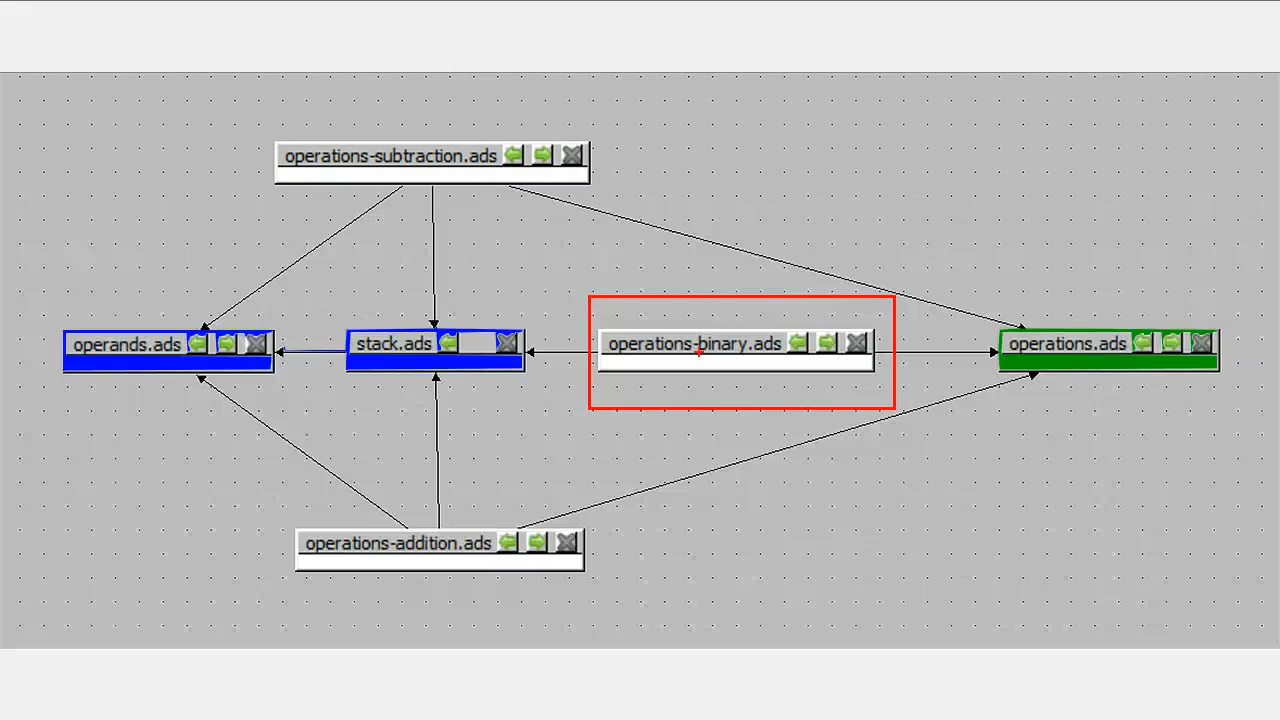 operations-subtraction.ads
operands.ads
stack.ads
operations-binary.ads
operations.ads
operations-addition.ads